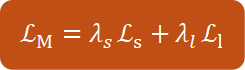 ℒ_M = λ_s ℒ_s + λ_l ℒ_l